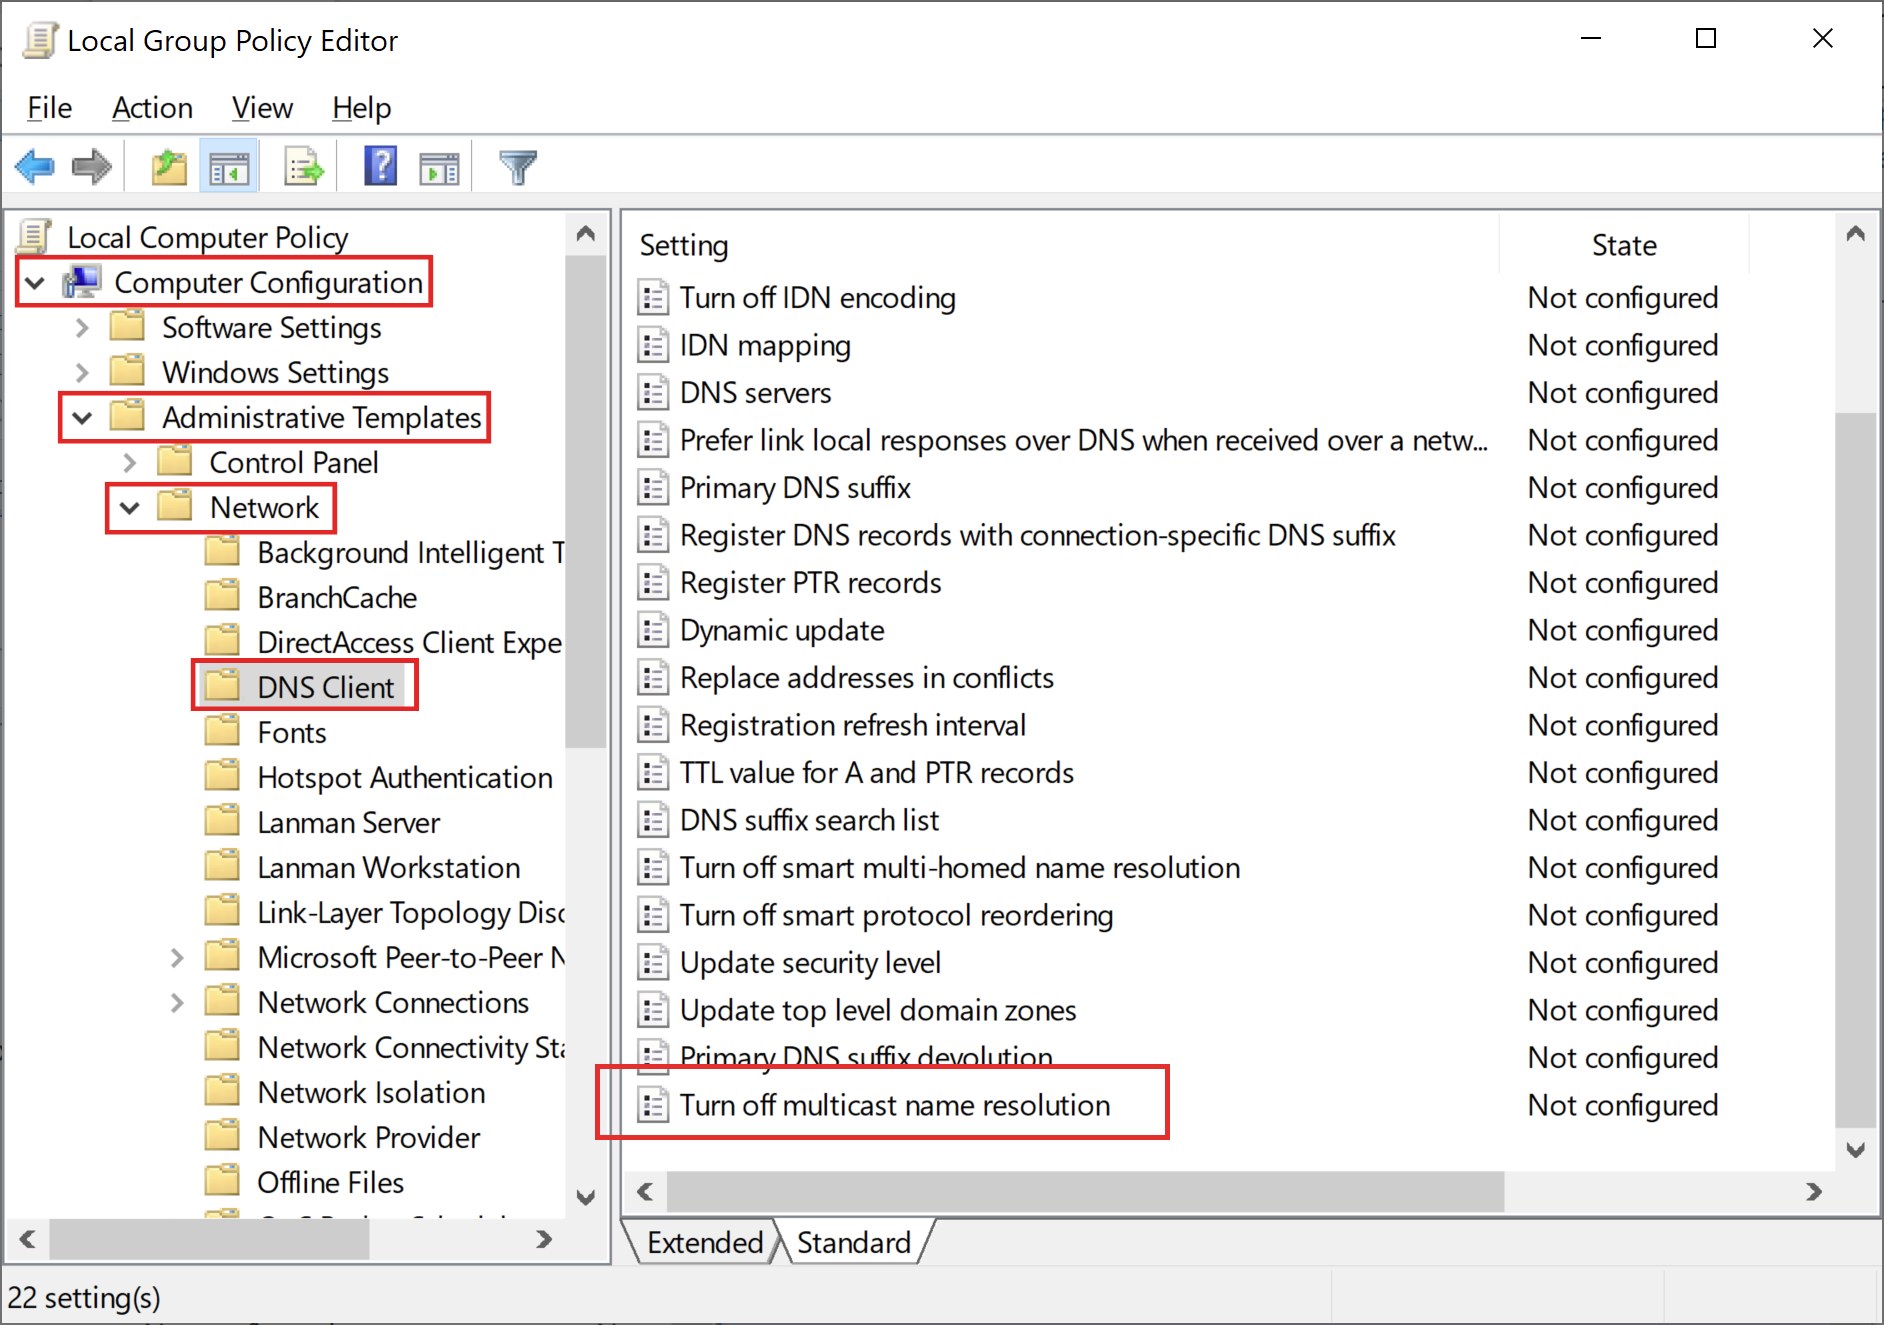 Local Group Policy Editor
File Action View Help
Local Computer Policy
Computer Configuration
Software Settings
Windows Settings
Administrative Templates
Control Panel
Network
Background Intelligent T
BranchCache
DirectAccess Client Expe
DNS Client
Fonts
Hotspot Authentication
Lanman Server
Lanman Workstation
Link-Layer Topology Disc
Microsoft Peer-to-Peer N
Network Connections
Network Connectivity Sta
Network Isolation
Network Provider
Offline Files
Setting State
Turn off IDN encoding Not configured
IDN mapping Not configured
DNS servers Not configured
Prefer link local responses over DNS when received over a netw... Not configured
Primary DNS suffix Not configured
Register DNS records with connection-specific DNS suffix Not configured
Register PTR records Not configured
Dynamic update Not configured
Replace addresses in conflicts Not configured
Registration refresh interval Not configured
TTL value for A and PTR records Not configured
DNS suffix search list Not configured
Turn off smart multi-homed name resolution Not configured
Turn off smart protocol reordering Not configured
Update security level Not configured
Update top level domain zones Not configured
Primary DNS suffix devolution Not configured
Turn off multicast name resolution Not configured
Extended Standard
22 setting(s)